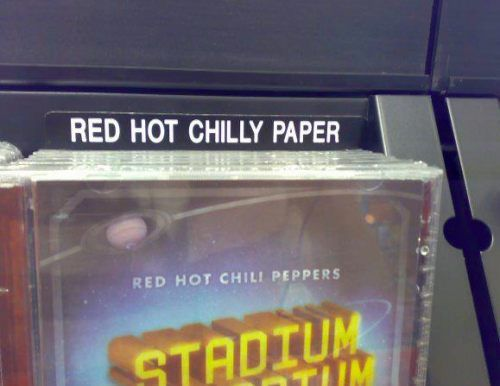 RED HOT CHILLY PAPER
RED HOT CHILI PEPPERS
STADIUM